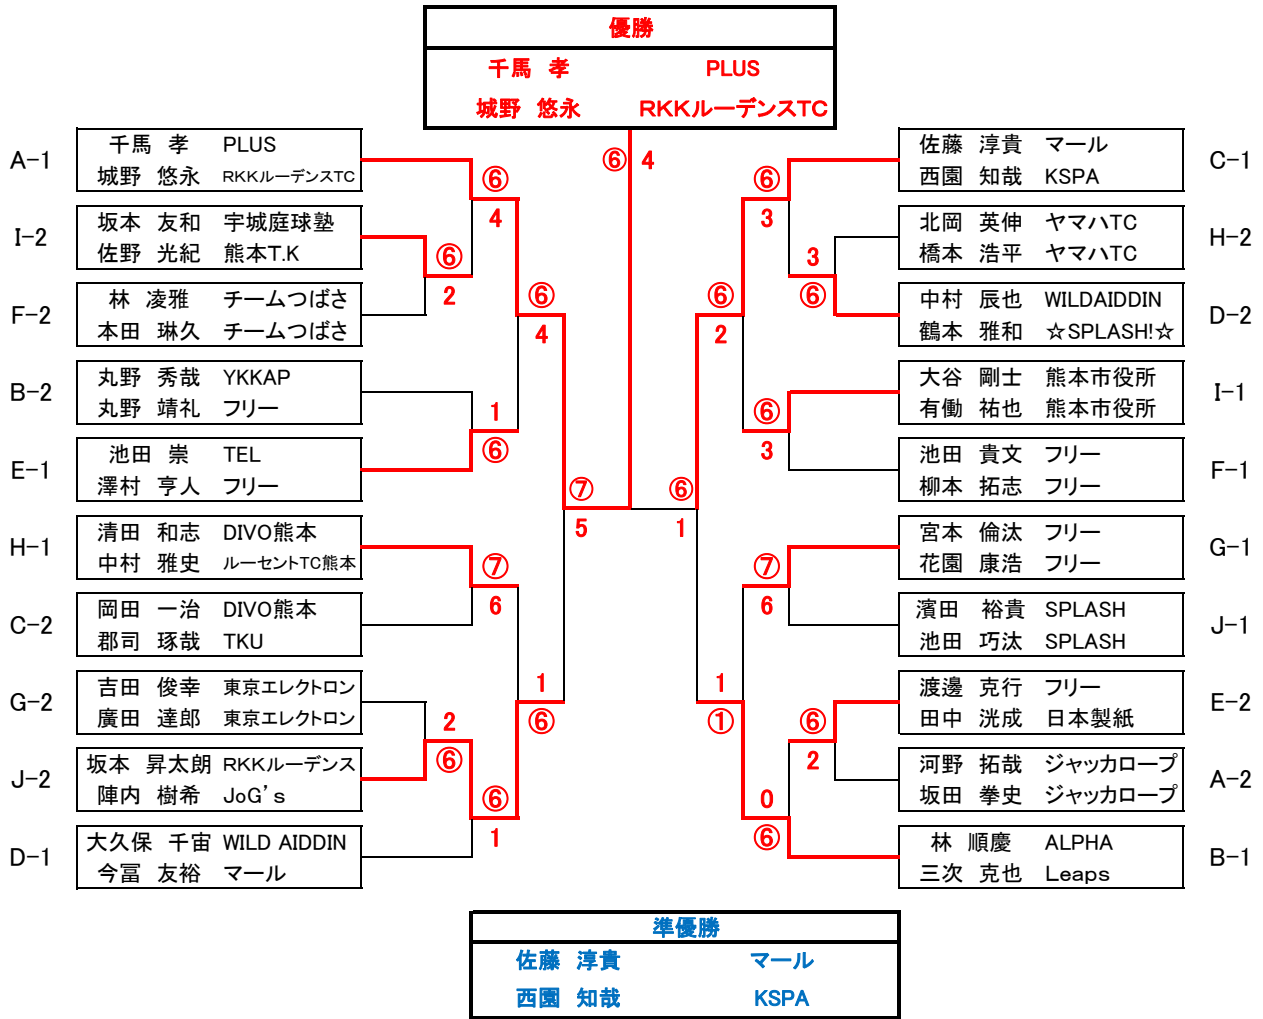 優勝
千馬 孝 PLUS
城野 悠永 RKKルーデンスTC
A-1
千馬 孝 PLUS
城野 悠永 RKKルーデンスTC
I-2
坂本 友和 宇城庭球塾
佐野 光紀 熊本T.K
F-2
林 凌雅 チームつばさ
本田 琳久 チームつばさ
B-2
丸野 秀哉 YKKAP
丸野 靖礼 フリー
E-1
池田 崇 TEL
澤村 亨人 フリー
H-1
清田 和志 DIVO熊本
中村 雅史 ルーセントTC熊本
C-2
岡田 一治 DIVO熊本
郡司 琢哉 TKU
G-2
吉田 俊幸 東京エレクトロン
廣田 達郎 東京エレクトロン
J-2
坂本 昇太朗 RKKルーデンス
陣内 樹希 JoG's
D-1
大久保 千宙 WILD AIDDIN
今冨 友裕 マール
⑥
4
⑥
2
⑥
4
1
⑥
⑦
5
⑦
6
1
⑥
2
⑥
⑥
1
⑥ 4
⑥
1
⑥
3
3
⑥
⑥
2
⑥
3
⑦
6
1
①
⑥
2
0
⑥
佐藤 淳貴 マール
西園 知哉 KSPA
C-1
北岡 英伸 ヤマハTC
橋本 浩平 ヤマハTC
H-2
中村 辰也 WILDAIDDIN
鶴本 雅和 ☆SPLASH!☆
D-2
大谷 剛士 熊本市役所
有働 祐也 熊本市役所
I-1
池田 貴文 フリー
柳本 拓志 フリー
F-1
宮本 倫汰 フリー
花園 康浩 フリー
G-1
濱田 裕貴 SPLASH
池田 巧汰 SPLASH
J-1
渡邊 克行 フリー
田中 洸成 日本製紙
E-2
河野 拓哉 ジャッカロープ
坂田 拳史 ジャッカロープ
A-2
林 順慶 ALPHA
三次 克也 Leaps
B-1
準優勝
佐藤 淳貴 マール
西園 知哉 KSPA